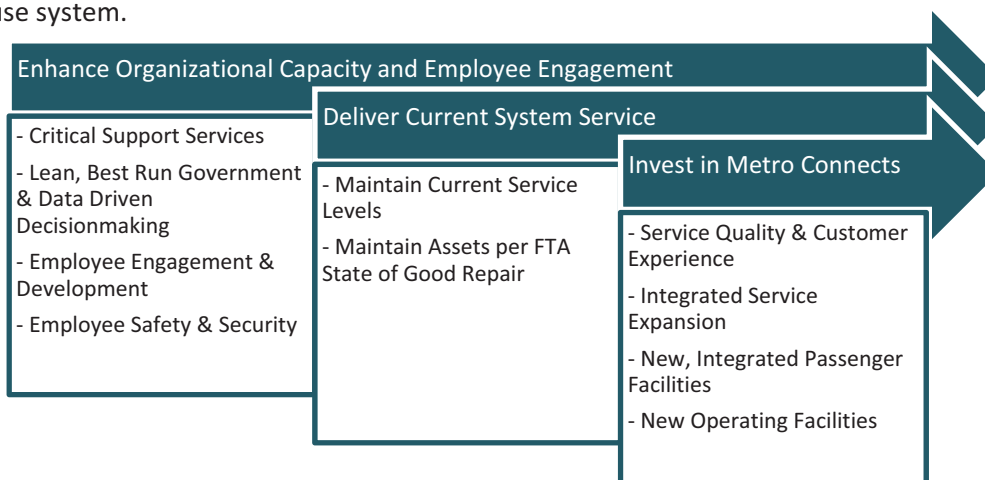 use system.
Enhance Organizational Capacity and Employee Engagement
- Critical Support Services
- Lean, Best Run Government
& Data Driven
Decisionmaking
- Employee Engagement &
Development
- Employee Safety & Security
Deliver Current System Service
- Maintain Current Service
Levels
- Maintain Assets per FTA
State of Good Repair
Invest in Metro Connects
- Service Quality & Customer
Experience
- Integrated Service
Expansion
- New, Integrated Passenger
Facilities
- New Operating Facilities